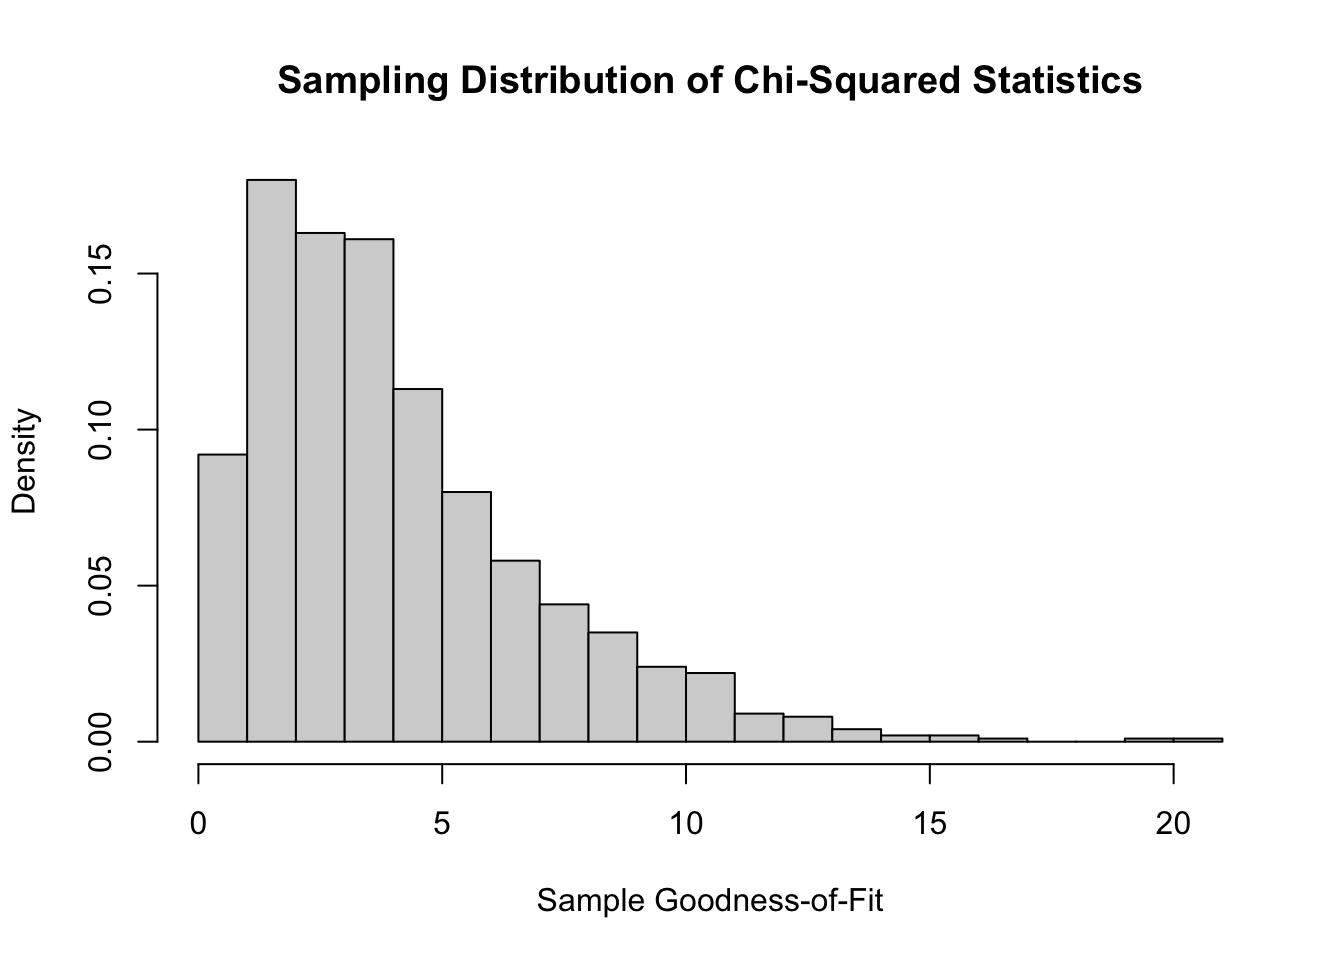 Sampling Distribution of Chi-Squared Statistics
Density
0.15
0.10
0.05
0.00
0 5 10 15 20
Sample Goodness-of-Fit